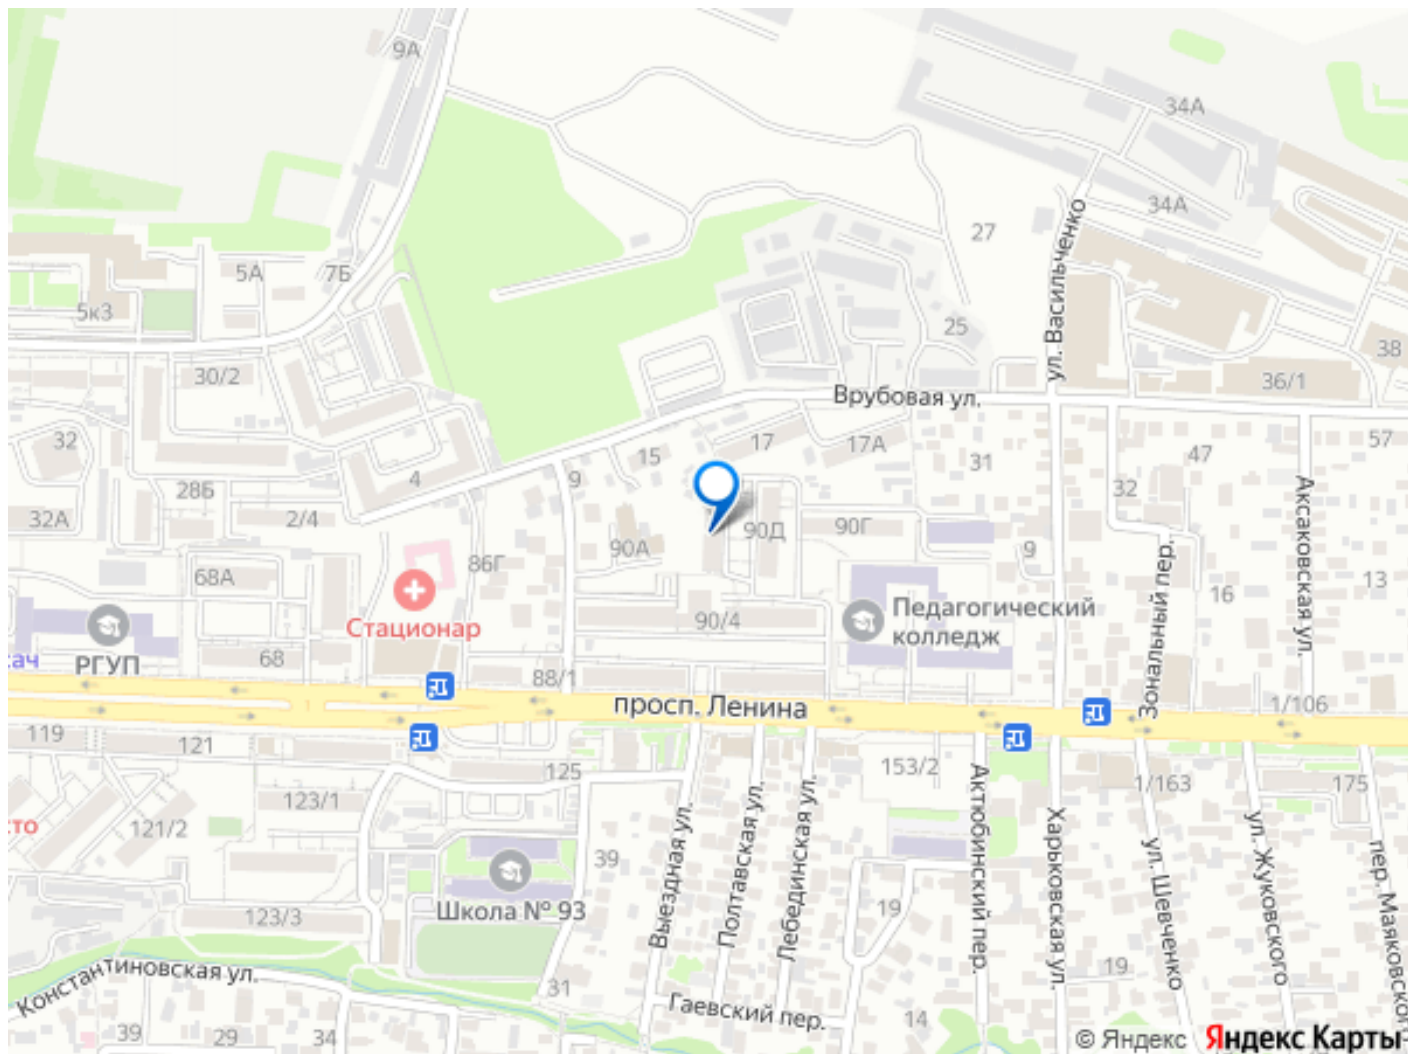 9А
34А
34А
27
ул. Васильченко
5А
7Б
5к3
25
38
30/2
36/1
Врубовая ул.
32
17
17А
57
15
31
47
4
9
28Б
32
Аксаковская ул.
32А
2/4
90Д
90Г
90А
9
86Г
68А
13
16
Зональный пер.
Педагогический
колледж
90/4
Стационар
РГУП
68
ач
88/1
1/106
просп. Ленина
119
121
125
153/2
1/163
175
123/1
121/2
сто
Выездная ул.
Полтавская ул.
Лебединская ул.
Актюбинский пер.
Харьковская ул.
ул. Шевченко
ул. Жуковского
пер. Маяковского
39
Школа № 93
123/3
19
19
Константиновская ул.
31
Гаевский пер.
14
39
29
34
© Яндекс Яндекс Карты